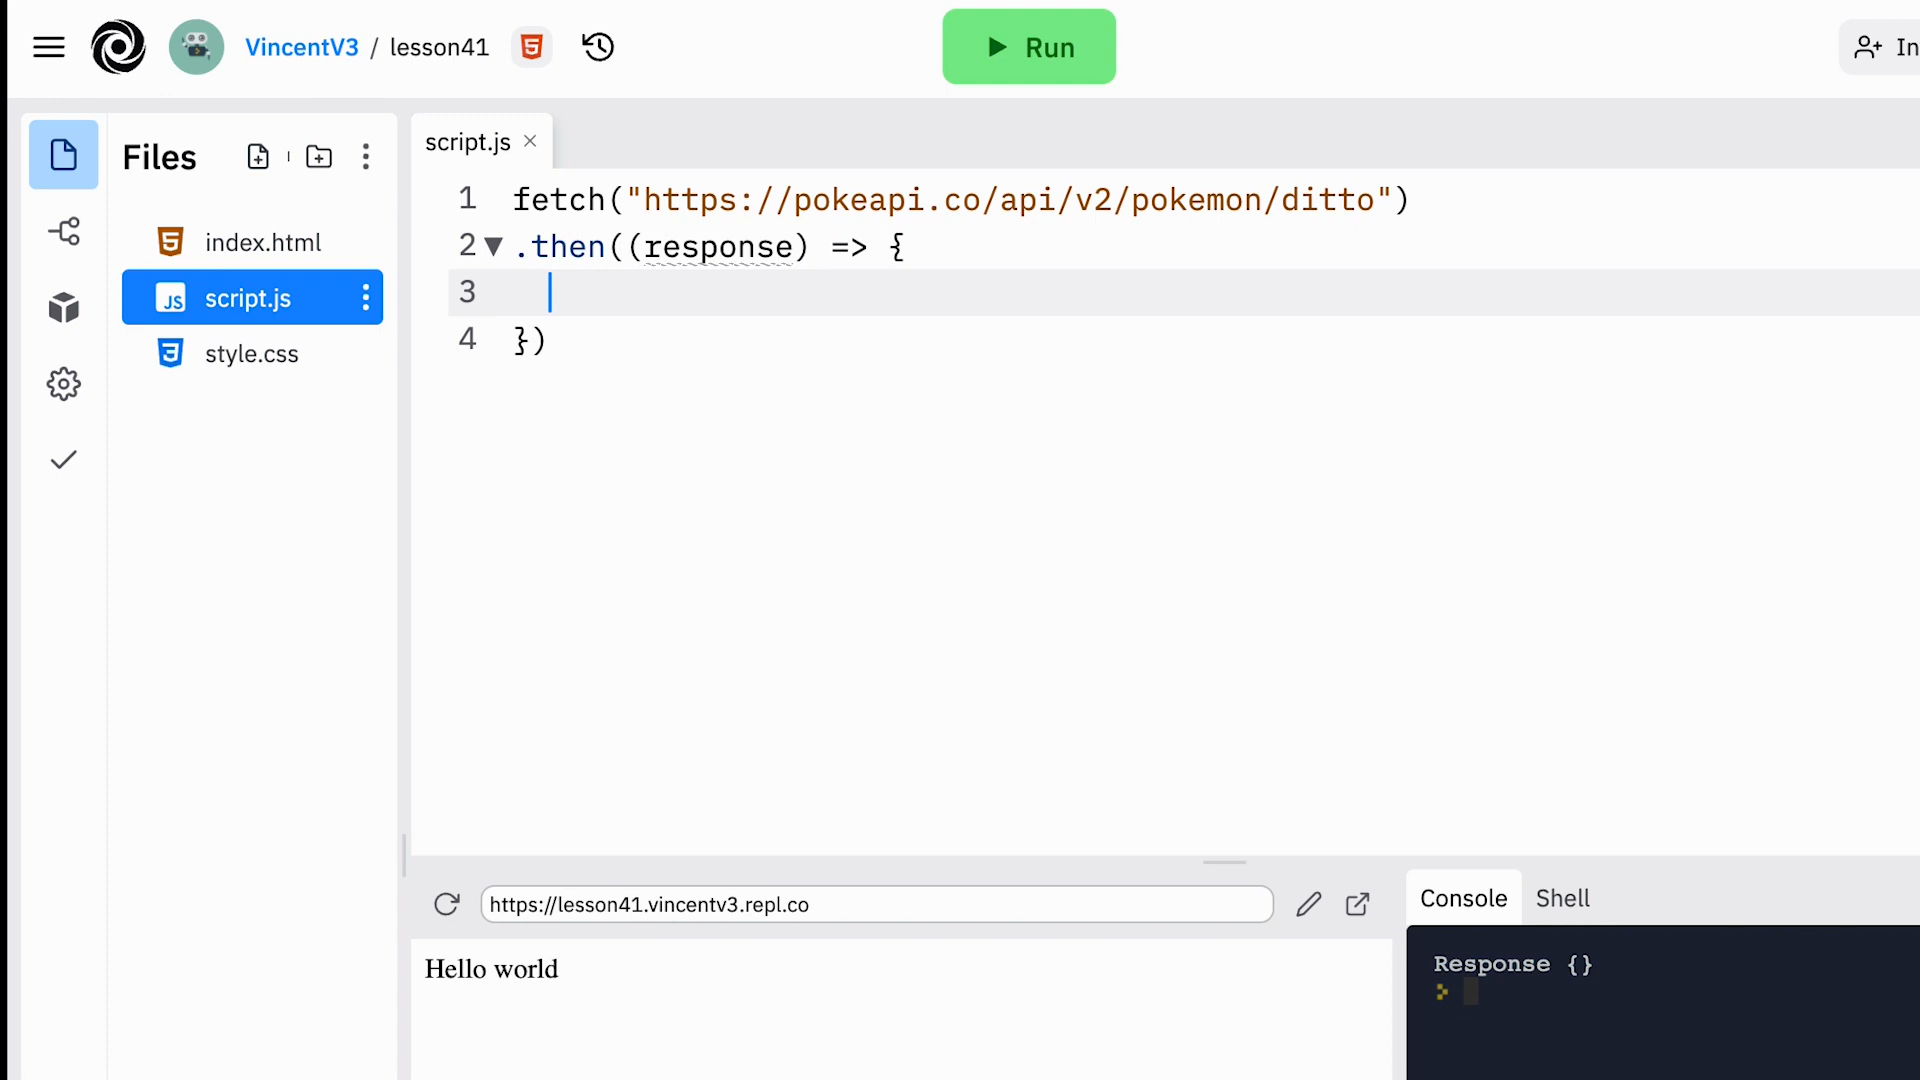 VincentV3 / lesson41
Run
In
Files
index.html
script.js
style.css
script.js
1 fetch("https://pokeapi.co/api/v2/pokemon/ditto")
2 .then((response) => {
3
4 })
https://lesson41.vincentv3.repl.co
Hello world
Console
Shell
Response {}